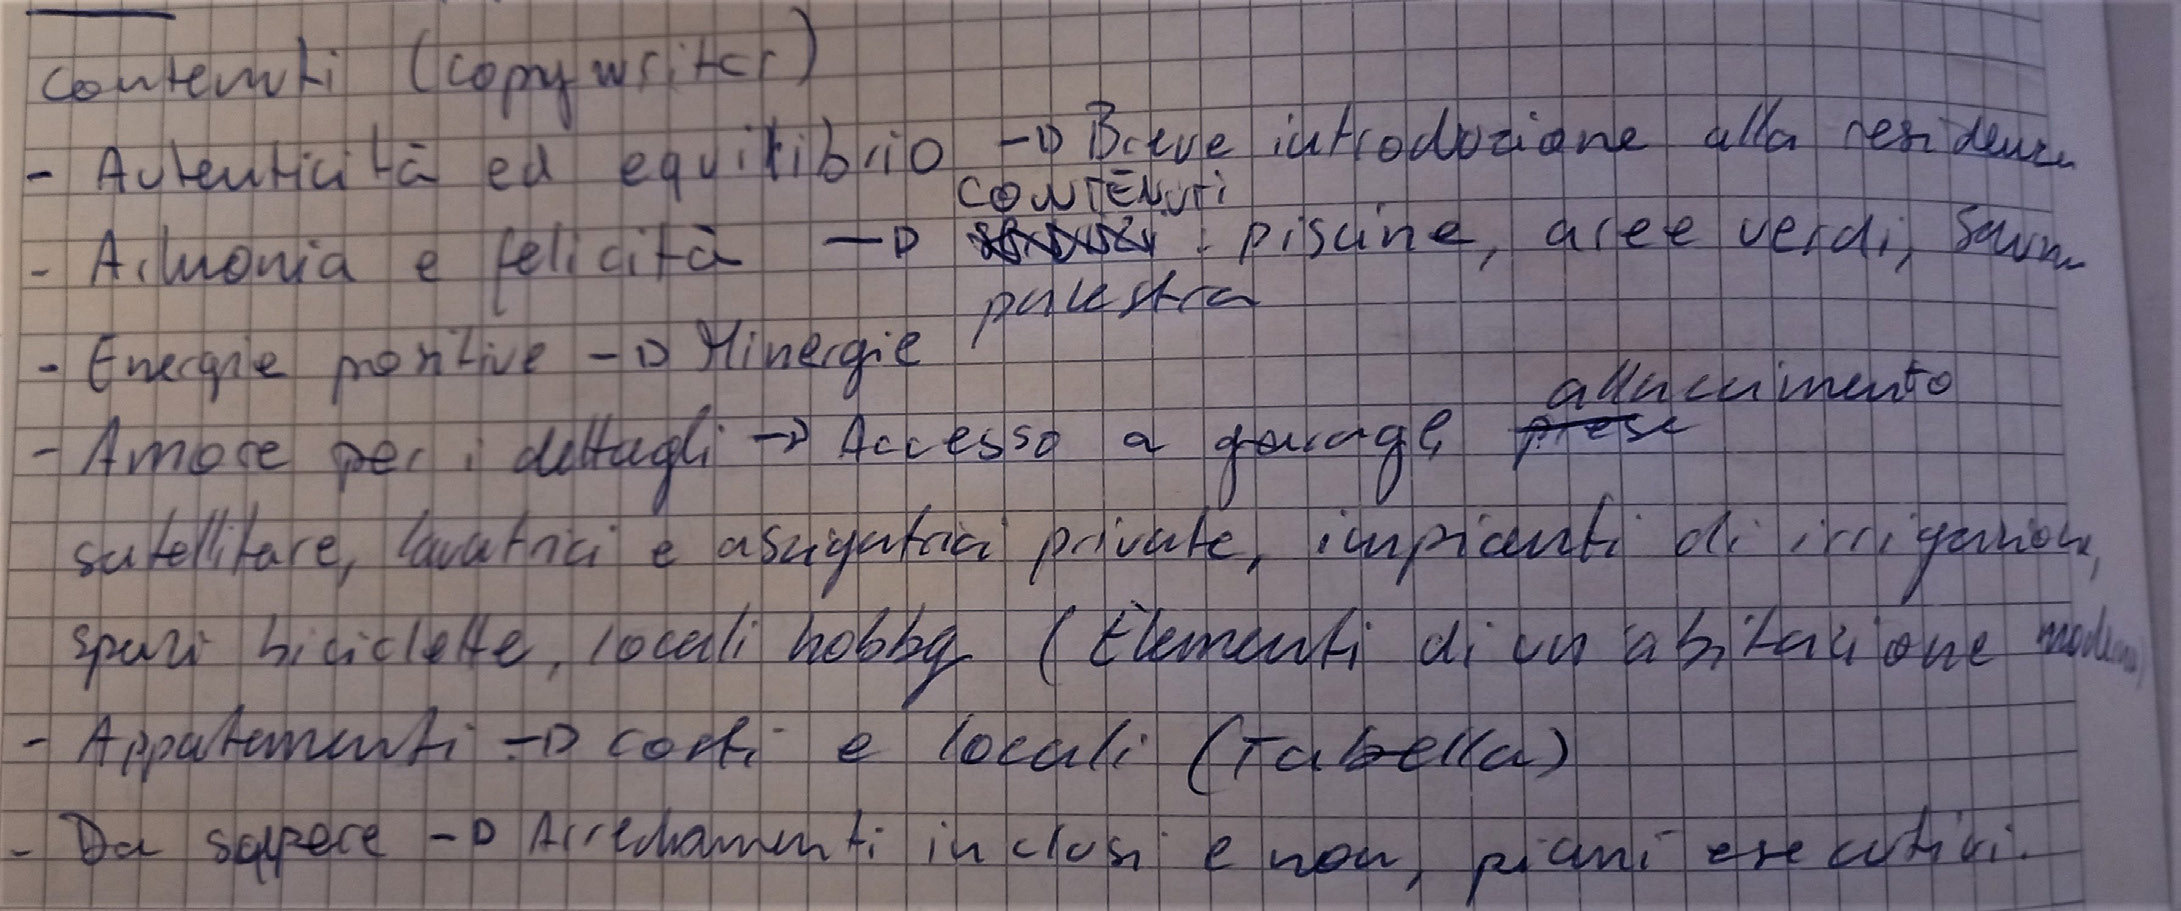 Contenuti (copywriter)
- Autenticità ed equilibrio → Breve introduzione alla residenza
CONTENUTI
- Armonia e felicità → : piscine, aree verdi, sauna
palestra
- Energie positive → Minergie
allacciamento
- Amore per i dettagli → Accesso a garage, prese
satellitare, lavatrici e asciugatrici private, impianti di irrigazione,
spazi biciclette, locali hobby (Elementi di un abitazione moderna)
- Appatementi → costi e locali (Tabella)
- Da sapere → Arredamenti inclusi e non, piani esecutivi.